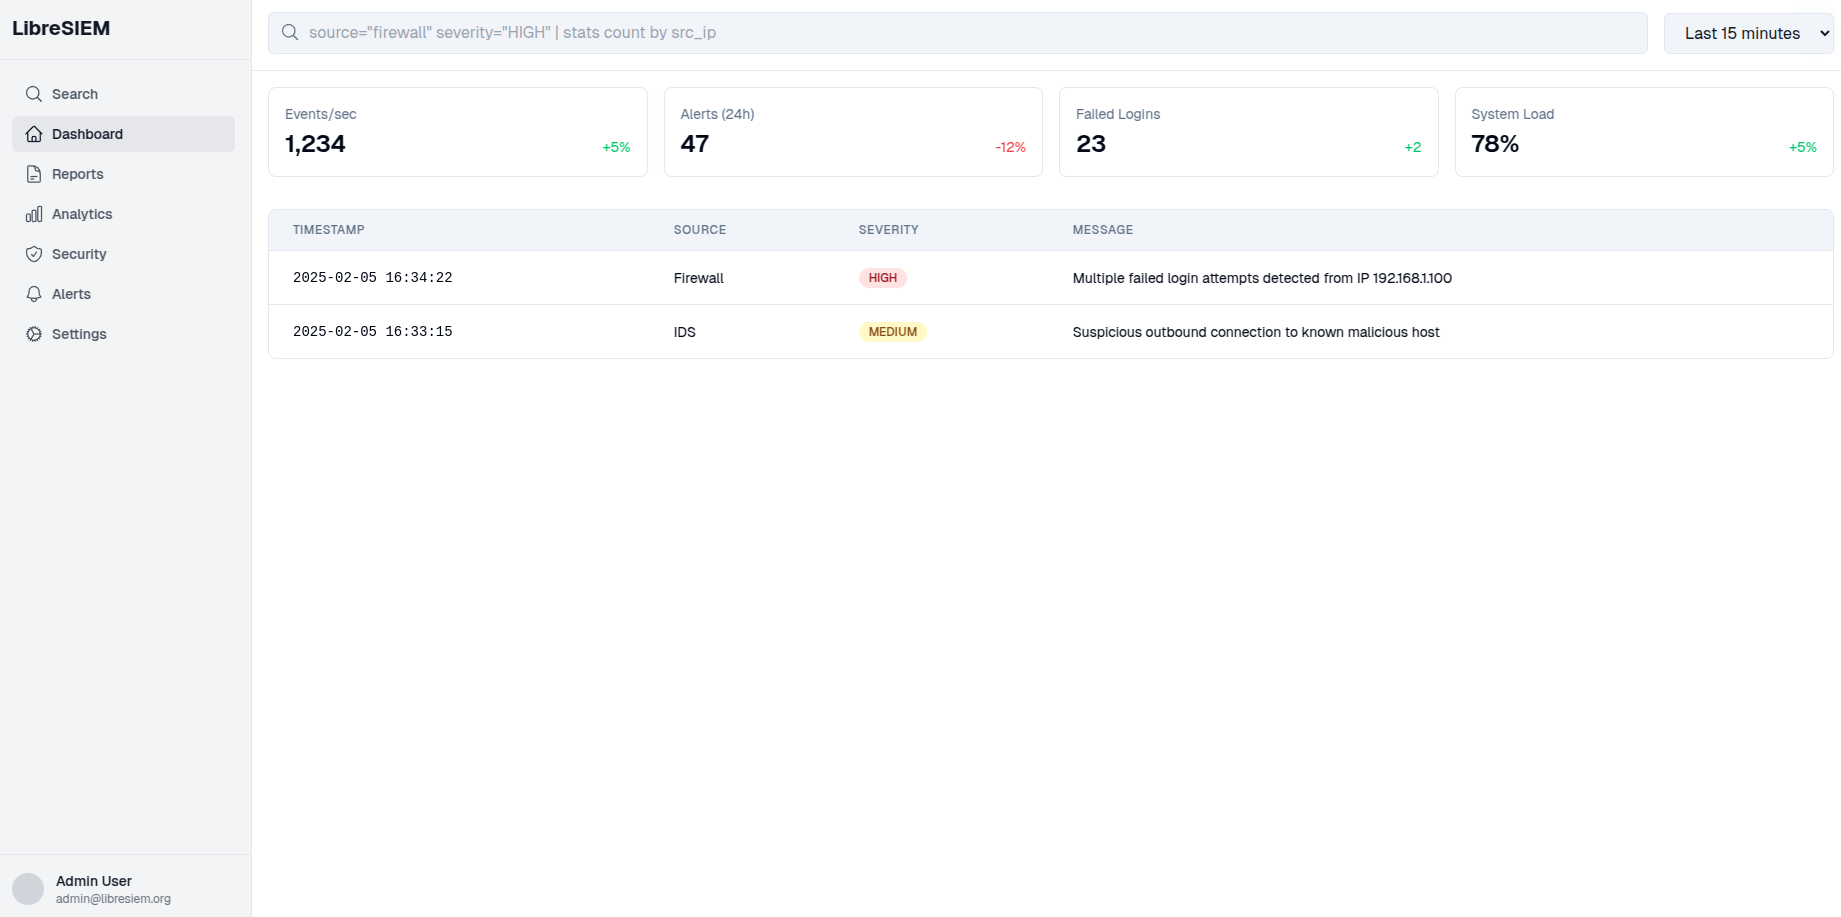 LibreSIEM
Search
Dashboard
Reports
Analytics
Security
Alerts
Settings
Admin User
admin@libresiem.org
source="firewall" severity="HIGH" | stats count by src_ip
Last 15 minutes
Events/sec
1,234
+5%
Alerts (24h)
47
-12%
Failed Logins
23
+2
System Load
78%
+5%
TIMESTAMP SOURCE SEVERITY MESSAGE
2025-02-05 16:34:22 Firewall HIGH Multiple failed login attempts detected from IP 192.168.1.100
2025-02-05 16:33:15 IDS MEDIUM Suspicious outbound connection to known malicious host